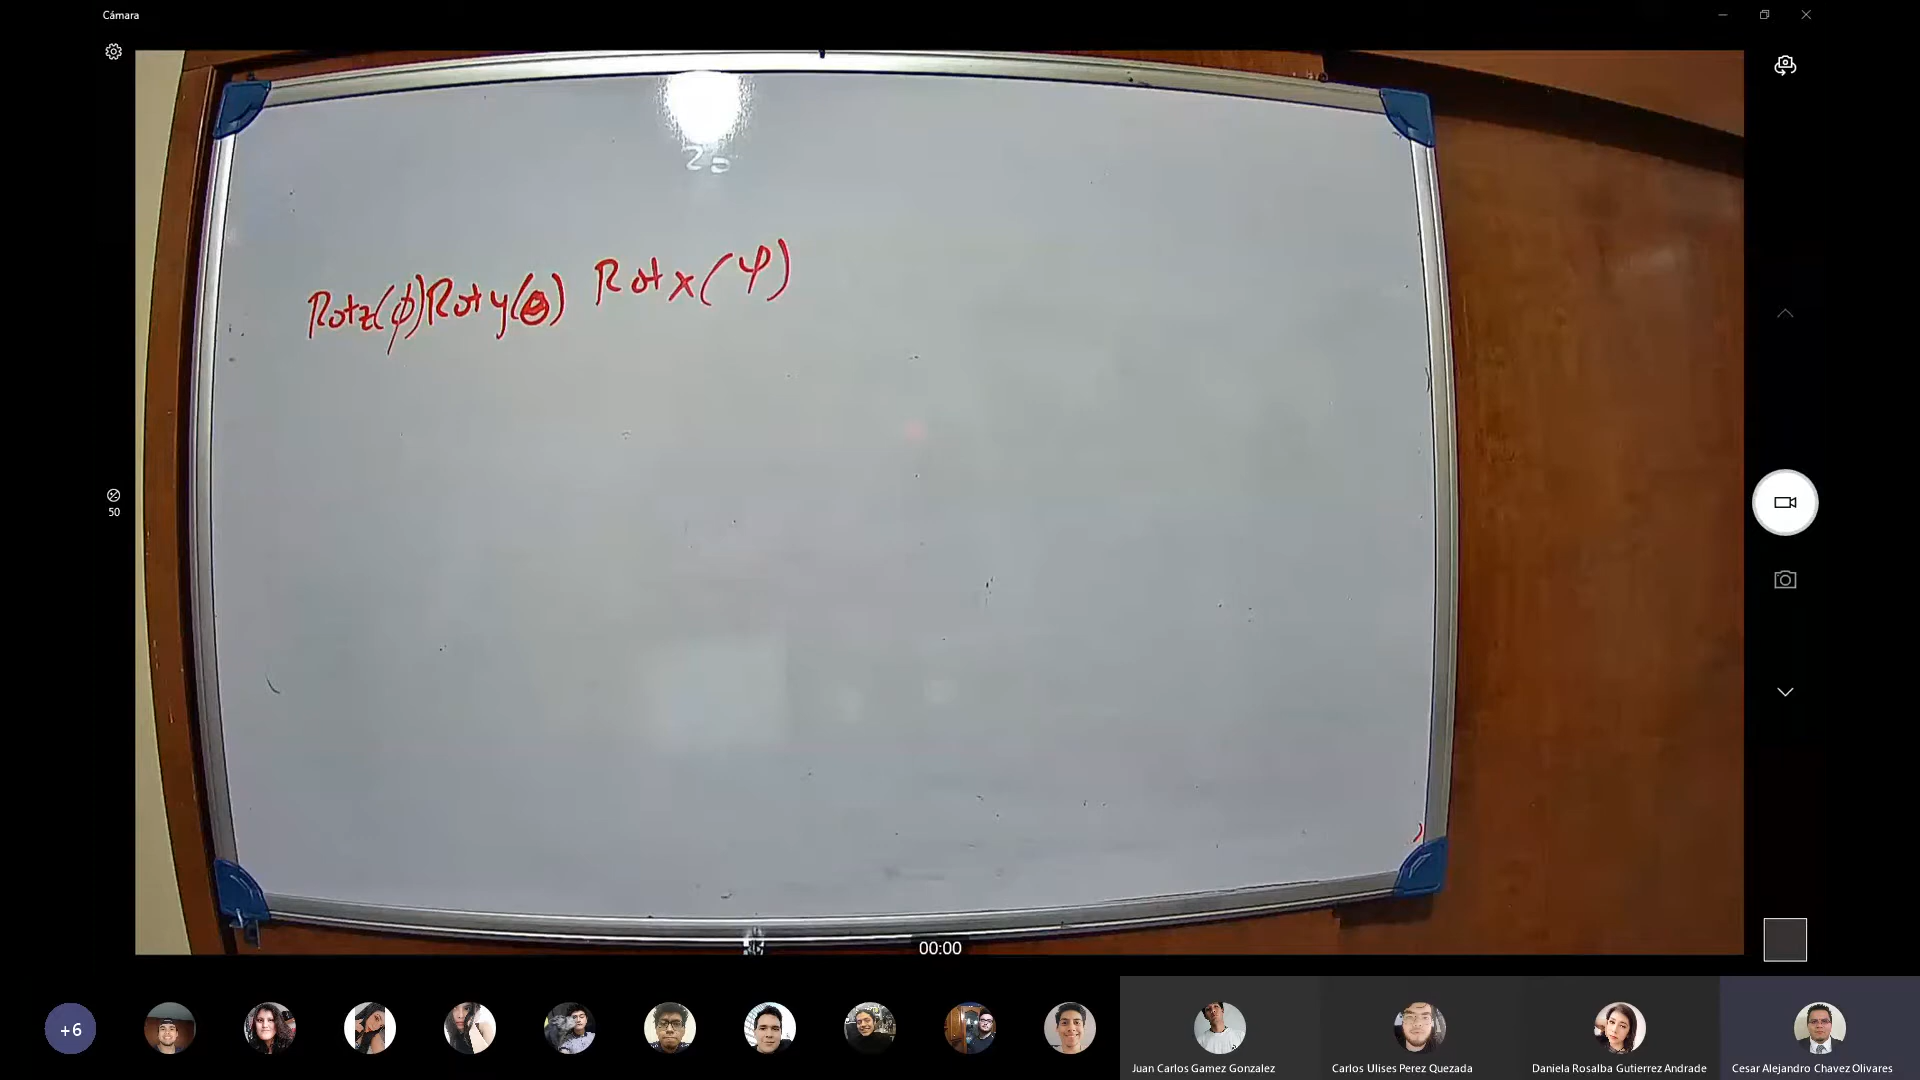 Cámara
20
Rotz(ϕ)Roty(θ) Rotx(φ)
50
00:00
+6
Juan Carlos Gamez Gonzalez
Carlos Ulises Perez Quezada
Daniela Rosalba Gutierrez Andrade
Cesar Alejandro Chavez Olivares